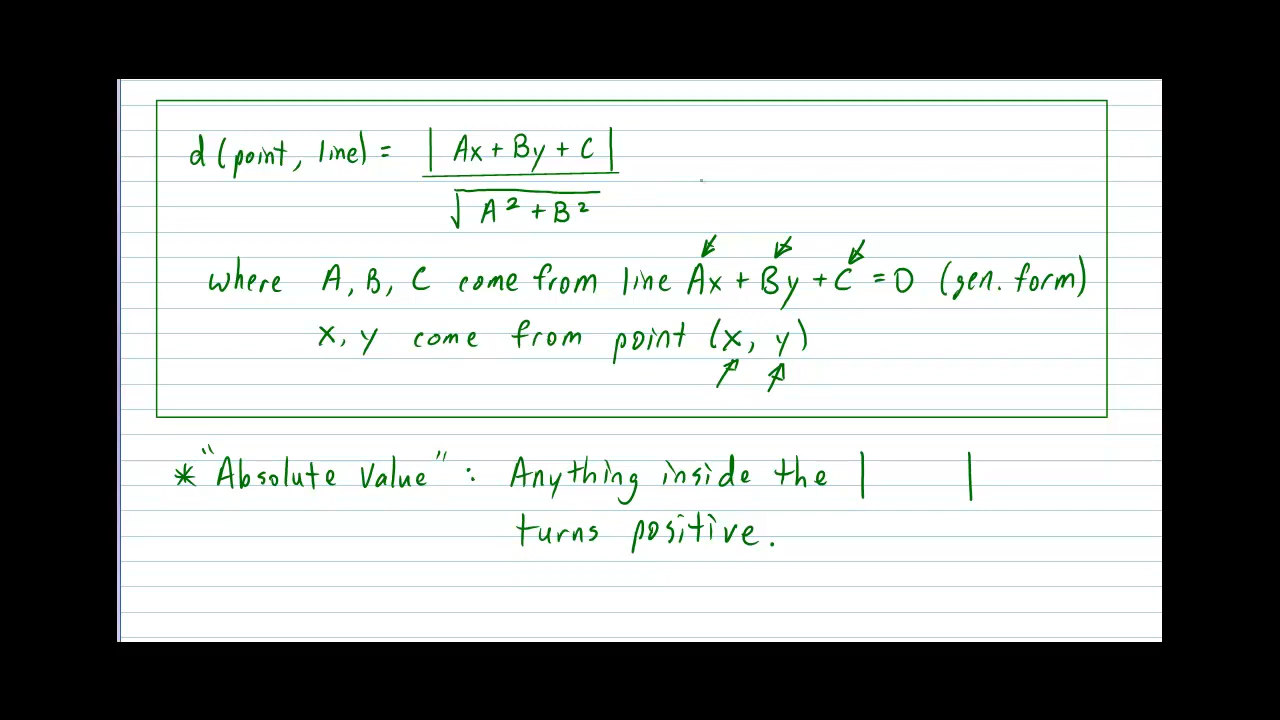 d(point, line) = | Ax + By + C |
√A² + B²
where A, B, C come from line Ax + By + C = 0 (gen. form)
x, y come from point (x, y)
* "Absolute Value" : Anything inside the |     |
turns positive.